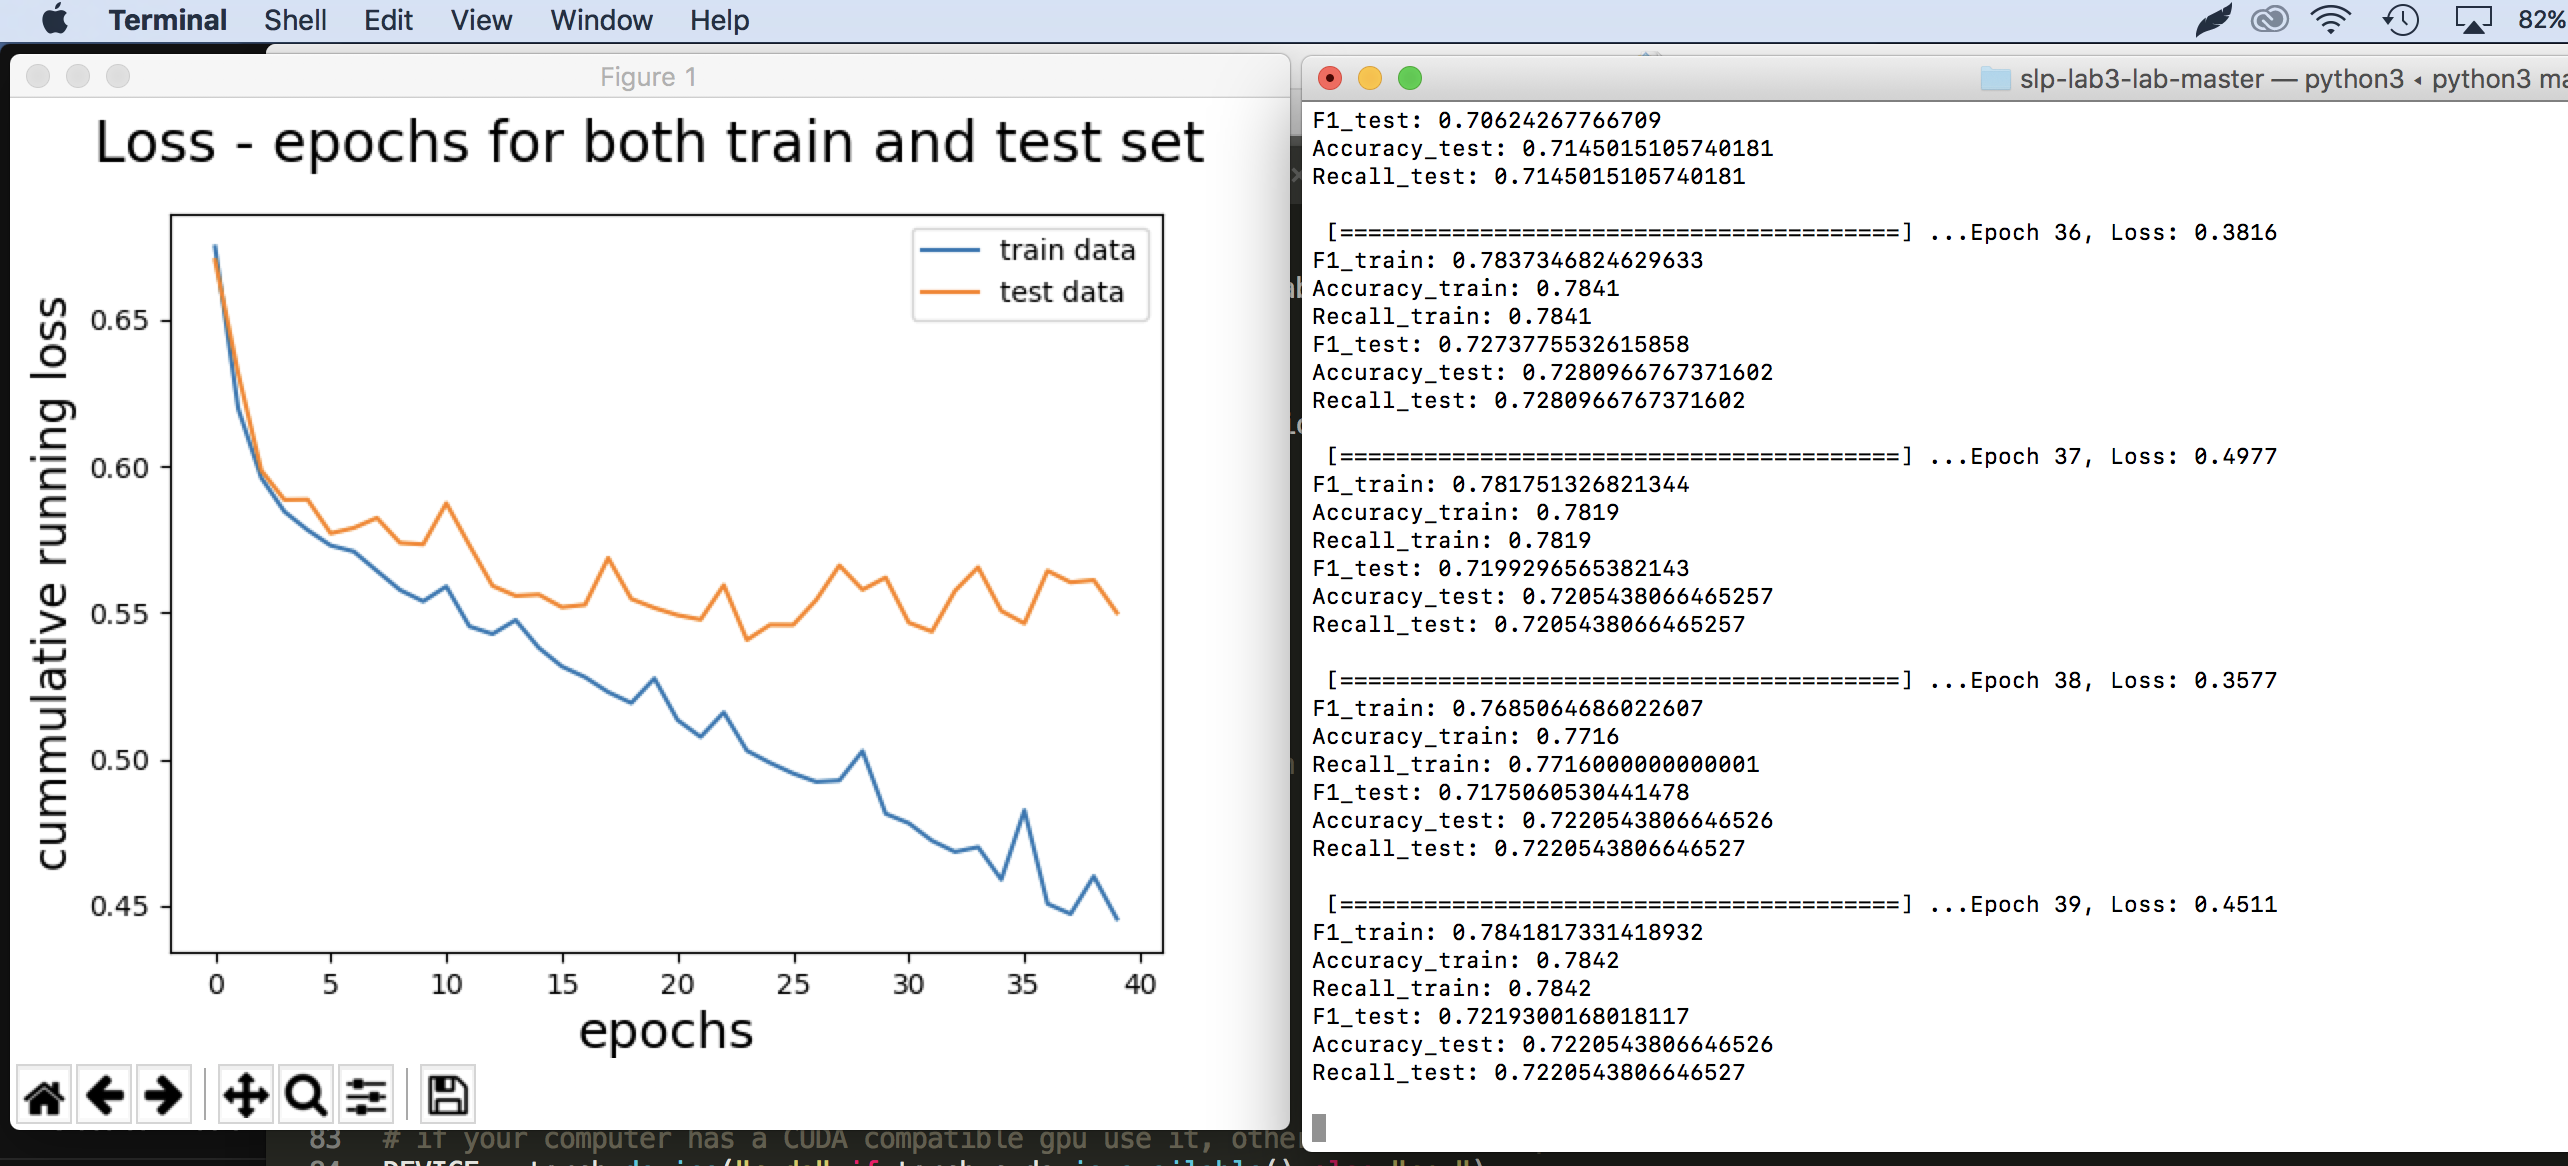 Terminal Shell Edit View Window Help 82%
Figure 1
Loss - epochs for both train and test set
train data
test data
cummulative running loss
0.65
0.60
0.55
0.50
0.45
0 5 10 15 20 25 30 35 40
epochs
83 # if your computer has a CUDA compatible gpu use it,
slp-lab3-lab-master — python3 ◂ python3
F1_test: 0.70624267766709
Accuracy_test: 0.7145015105740181
Recall_test: 0.7145015105740181
[========================================] ...Epoch 36, Loss: 0.3816
F1_train: 0.7837346824629633
Accuracy_train: 0.7841
Recall_train: 0.7841
F1_test: 0.7273775532615858
Accuracy_test: 0.7280966767371602
Recall_test: 0.7280966767371602
[========================================] ...Epoch 37, Loss: 0.4977
F1_train: 0.781751326821344
Accuracy_train: 0.7819
Recall_train: 0.7819
F1_test: 0.7199296565382143
Accuracy_test: 0.7205438066465257
Recall_test: 0.7205438066465257
[========================================] ...Epoch 38, Loss: 0.3577
F1_train: 0.7685064686022607
Accuracy_train: 0.7716
Recall_train: 0.7716000000000001
F1_test: 0.7175060530441478
Accuracy_test: 0.7220543806646526
Recall_test: 0.7220543806646527
[========================================] ...Epoch 39, Loss: 0.4511
F1_train: 0.7841817331418932
Accuracy_train: 0.7842
Recall_train: 0.7842
F1_test: 0.7219300168018117
Accuracy_test: 0.7220543806646526
Recall_test: 0.7220543806646527